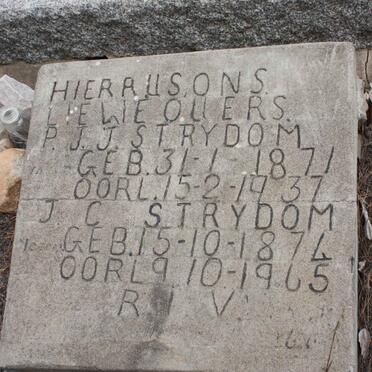 HIER RUS ONS
LIEWE OUERS.
P. J. J. STRYDOM
GEB. 31-1 1871
OORL. 15-2-1937
J C STRYDOM
GEB. 15-10-1874
OORL 9 10-1965
R I V